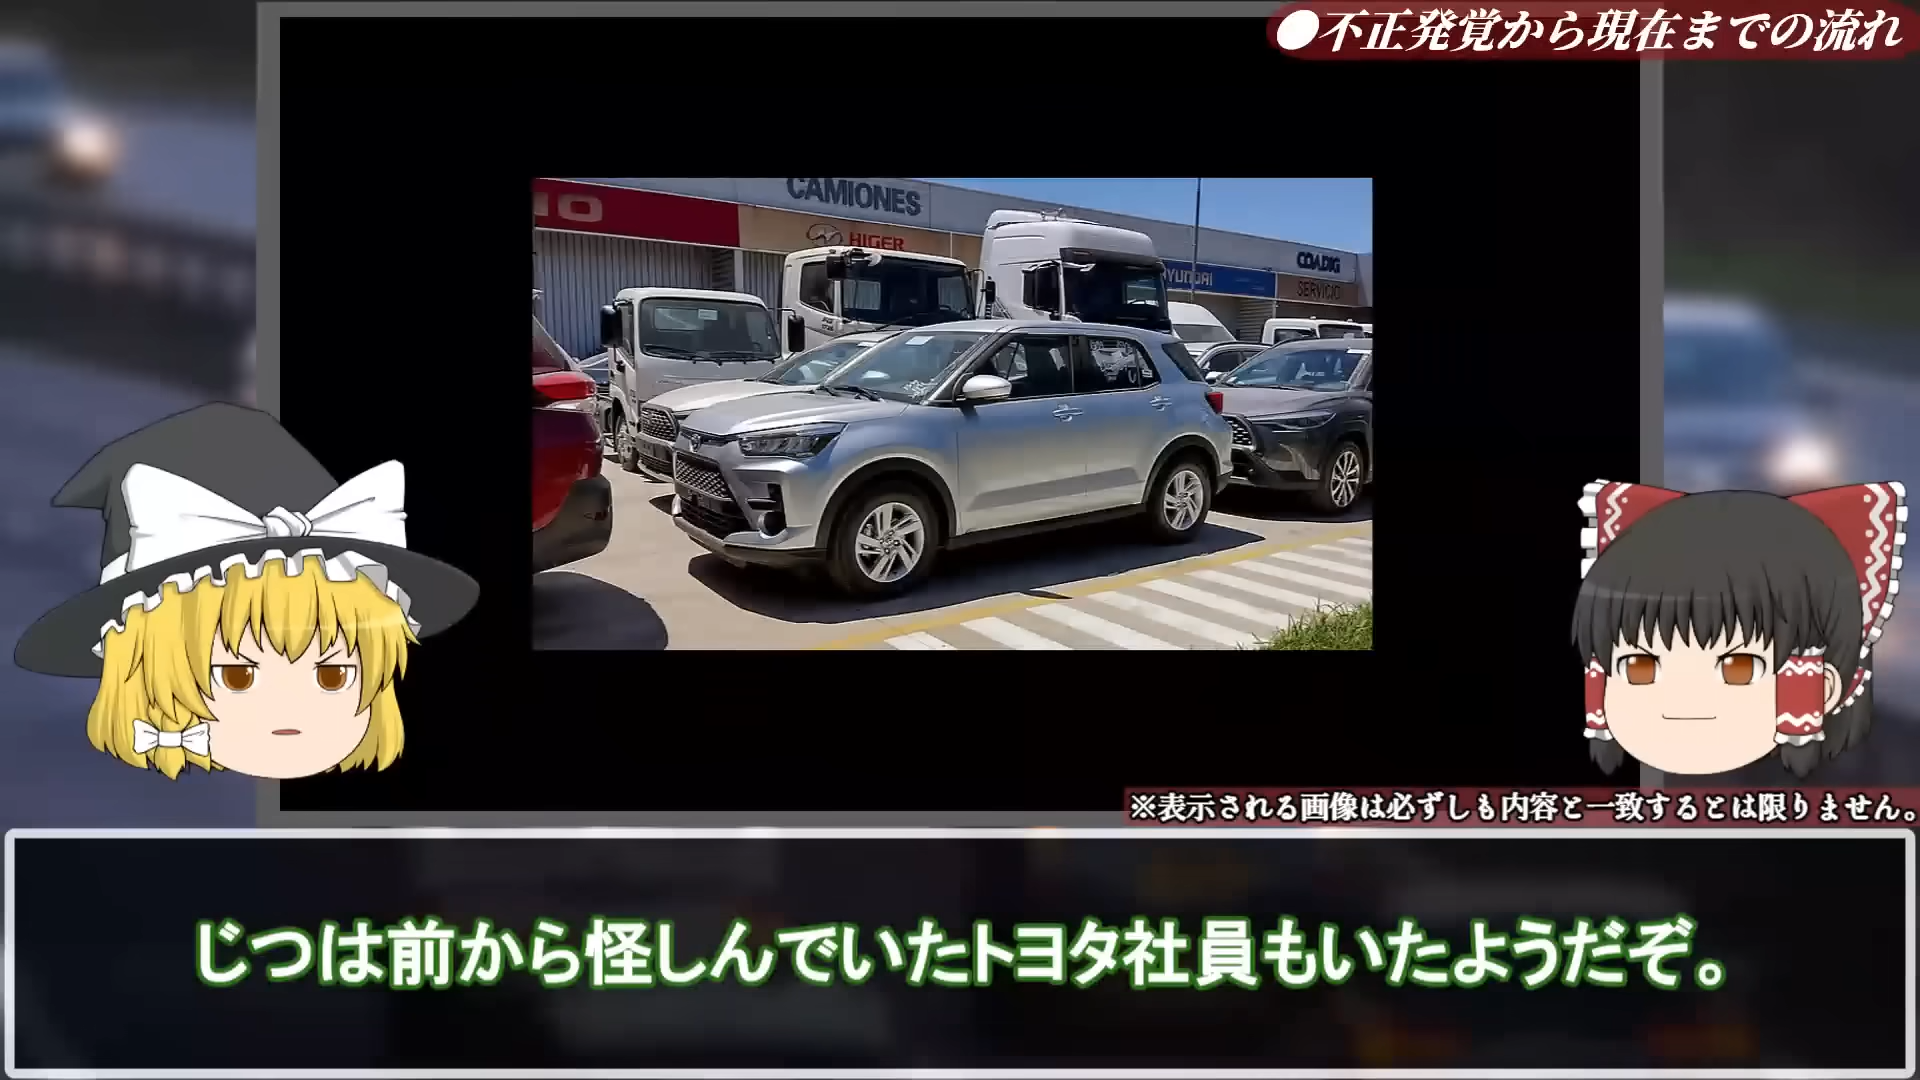 ●不正発覚から現在までの流れ
CAMIONES
HIGER
HYUNDAI
COADIG
SERVICIO
※表示される画像は必ずしも内容と一致するとは限りません。
じつは前から怪しんでいたトヨタ社員もいたようだぞ。